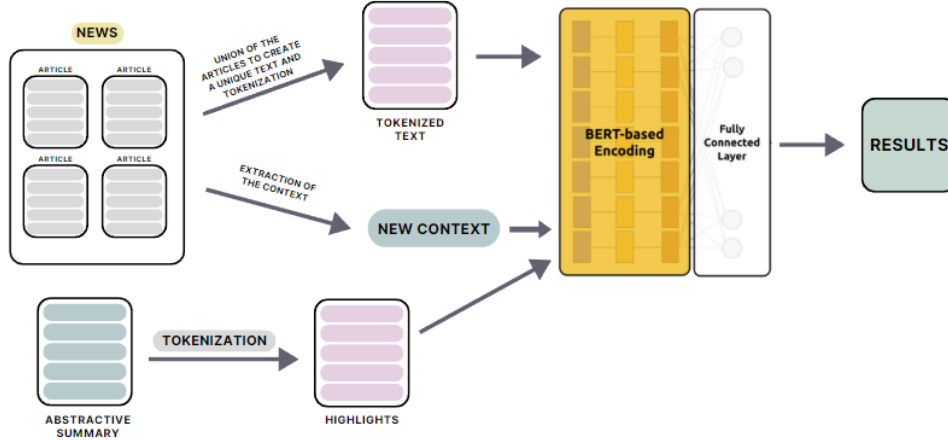 NEWS
ARTICLE
ARTICLE
ARTICLE
ARTICLE
UNION OF THE
ARTICLES TO CREATE
A UNIQUE TEXT AND
TOKENIZATION
TOKENIZED
TEXT
EXTRACTION OF
THE CONTEXT
NEW CONTEXT
BERT-based
Encoding
Fully
Connected
Layer
RESULTS
TOKENIZATION
ABSTRACTIVE
SUMMARY
HIGHLIGHTS